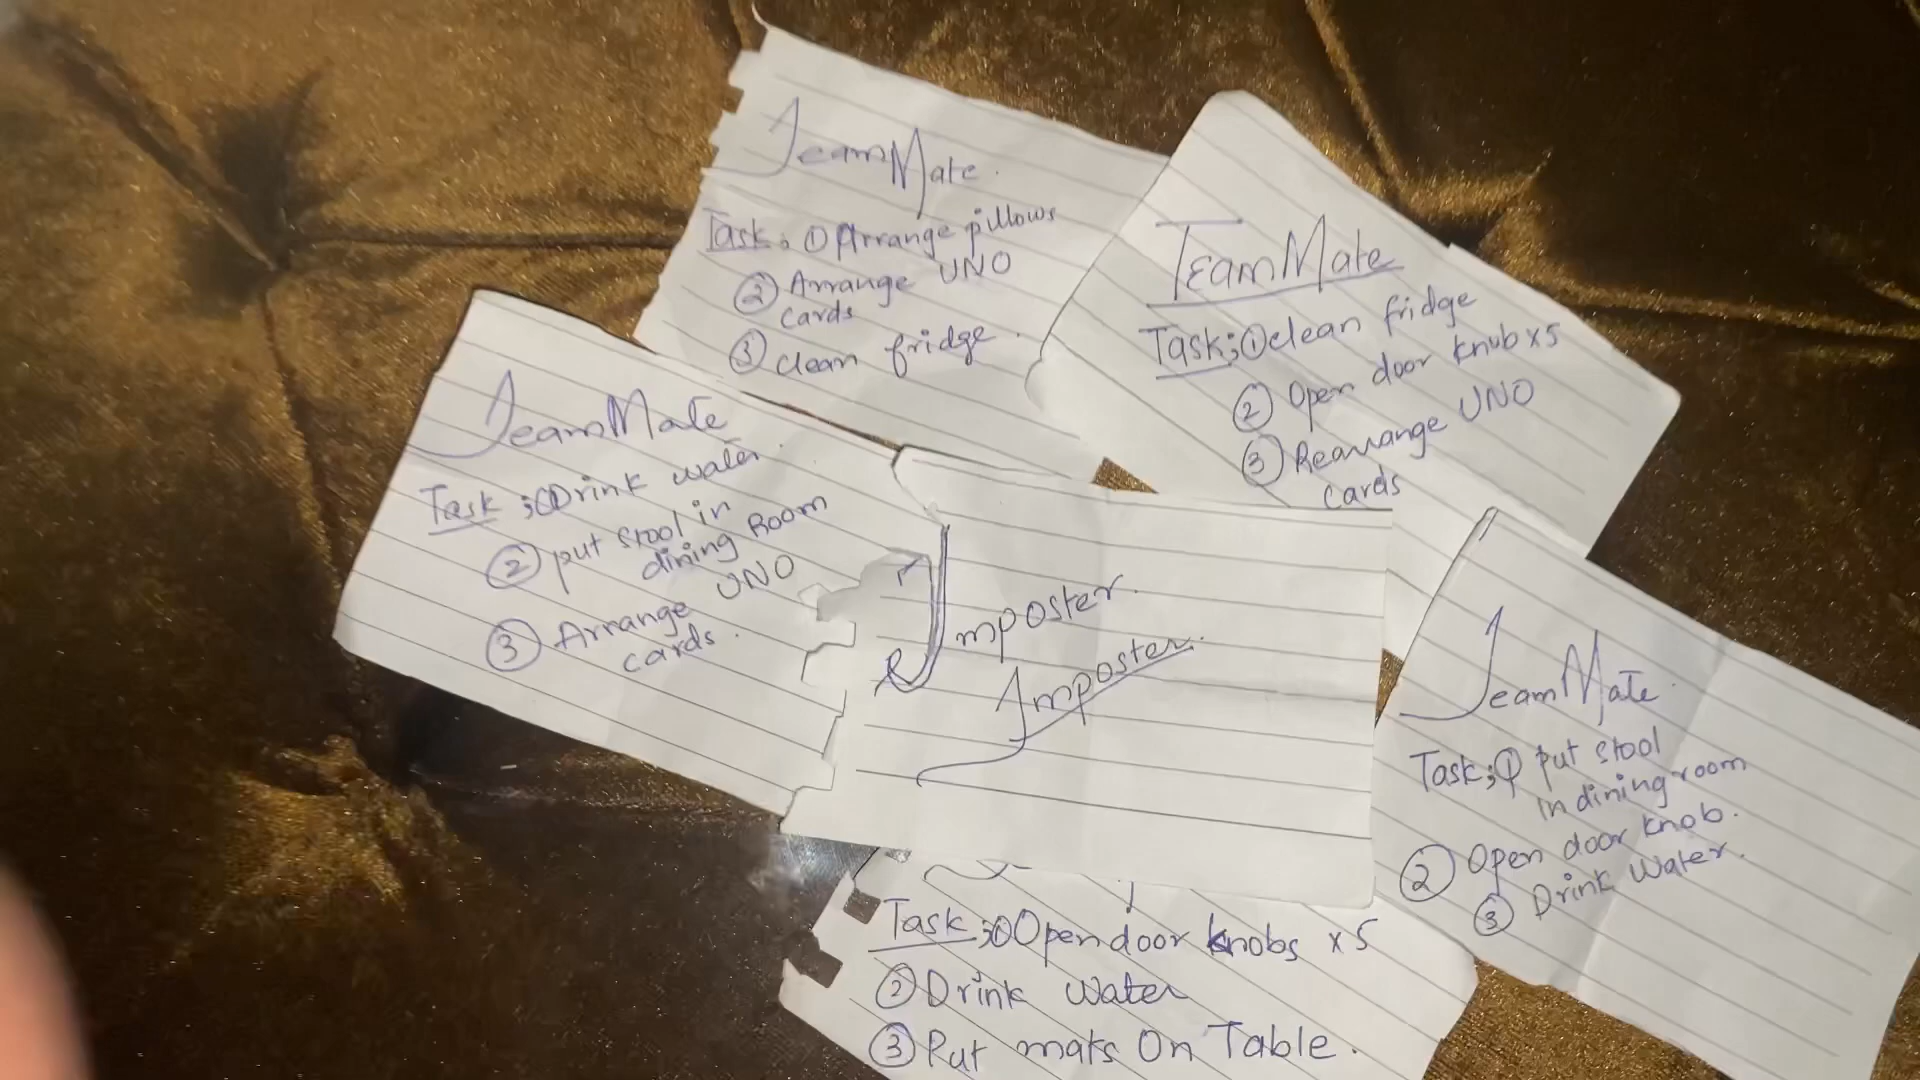 TeamMate.
Task: ① Arrange pillows
② Arrange UNO
cards
③ clean fridge.
TeamMate
Task; ① clean fridge
② Open door knub x5
③ Rearrange UNO
cards
TeamMate
Task; ① Drink water.
② put stool in
dining Room
③ Arrange UNO
cards.
Imposter.
Imposter.
TeamMate.
Task; ① put stool
in dining room
② Open door knob.
③ Drink Water.
Task; ① Open door knobs x 5
② Drink water
③ Put mats On Table.